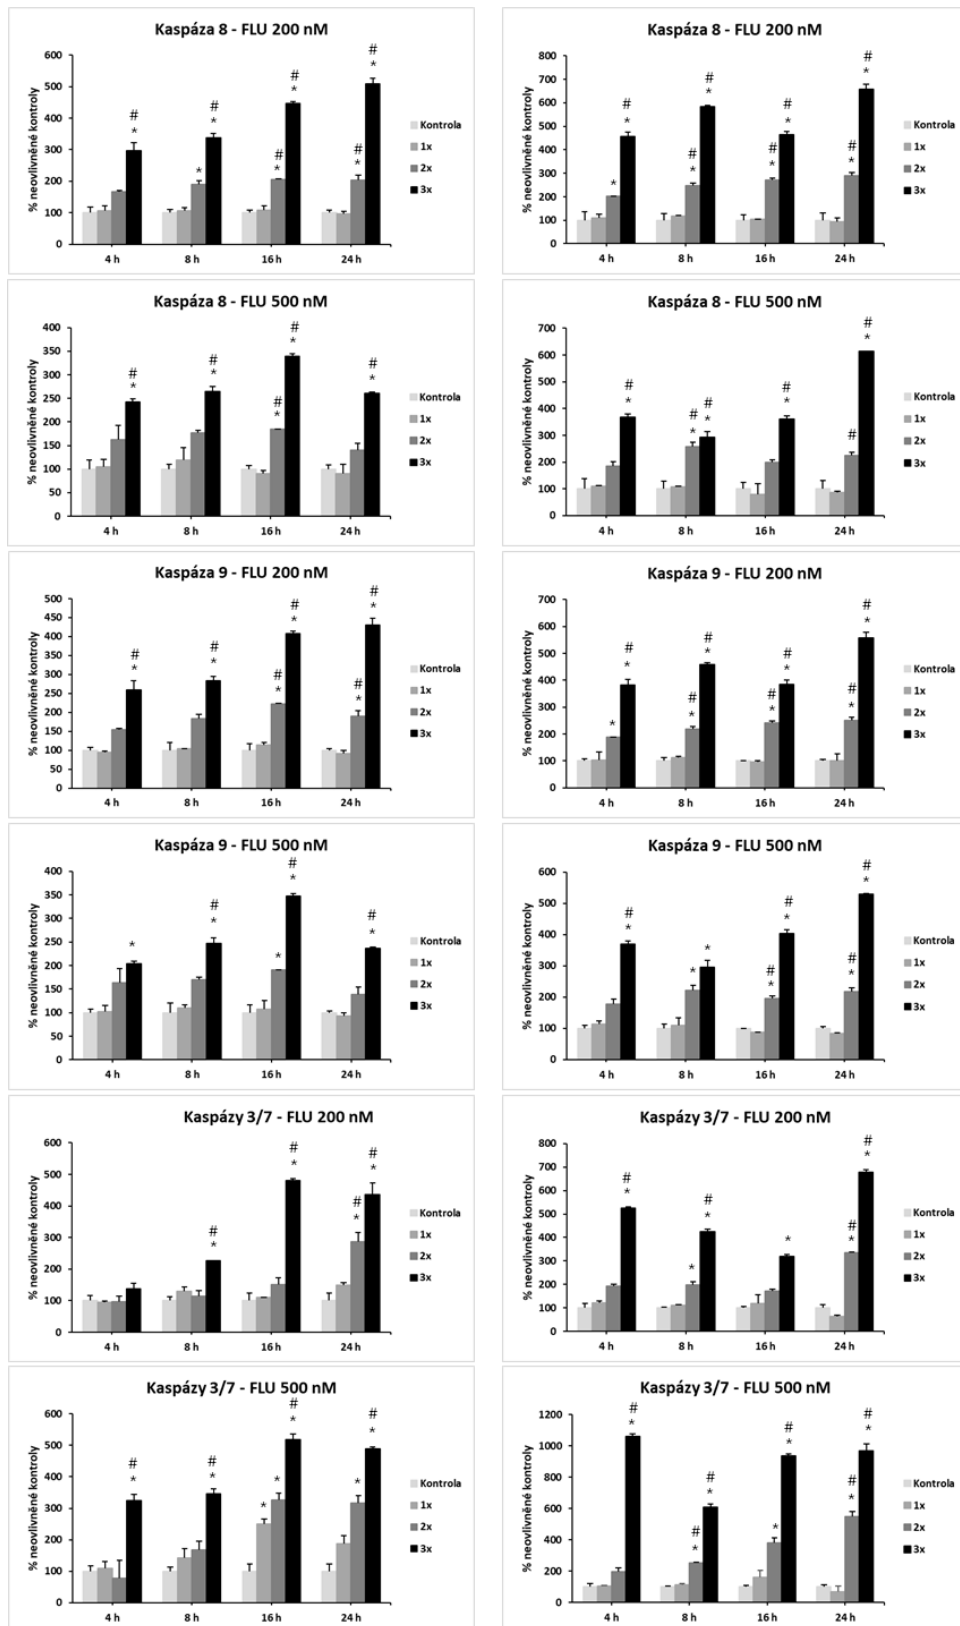 Kaspáza 8 - FLU 200 nM
% neovlivněné kontroly
600
500
400
300
200
100
0
# * # * * # * # * # * # *
4 h 8 h 16 h 24 h
Kontrola
1x
2x
3x
Kaspáza 8 - FLU 200 nM
% neovlivněné kontroly
800
700
600
500
400
300
200
100
0
* # * # * # * # * # * # * # *
4 h 8 h 16 h 24 h
Kontrola
1x
2x
3x
Kaspáza 8 - FLU 500 nM
% neovlivněné kontroly
400
350
300
250
200
150
100
50
0
# * # * # * # * # *
4 h 8 h 16 h 24 h
Kontrola
1x
2x
3x
Kaspáza 8 - FLU 500 nM
% neovlivněné kontroly
700
600
500
400
300
200
100
0
# * # * # * # * # # *
4 h 8 h 16 h 24 h
Kontrola
1x
2x
3x
Kaspáza 9 - FLU 200 nM
% neovlivněné kontroly
500
450
400
350
300
250
200
150
100
50
0
# * # * # * # * # * # *
4 h 8 h 16 h 24 h
Kontrola
1x
2x
3x
Kaspáza 9 - FLU 200 nM
% neovlivněné kontroly
700
600
500
400
300
200
100
0
* # * # * # * # * # * # * # *
4 h 8 h 16 h 24 h
Kontrola
1x
2x
3x
Kaspáza 9 - FLU 500 nM
% neovlivněné kontroly
400
350
300
250
200
150
100
50
0
* # * * # * # *
4 h 8 h 16 h 24 h
Kontrola
1x
2x
3x
Kaspáza 9 - FLU 500 nM
% neovlivněné kontroly
600
500
400
300
200
100
0
# * * * # * # * # * # *
4 h 8 h 16 h 24 h
Kontrola
1x
2x
3x
Kaspázy 3/7 - FLU 200 nM
% neovlivněné kontroly
600
500
400
300
200
100
0
# * # * # * # *
4 h 8 h 16 h 24 h
Kontrola
1x
2x
3x
Kaspázy 3/7 - FLU 200 nM
% neovlivněné kontroly
800
700
600
500
400
300
200
100
0
# * * # * * # * # *
4 h 8 h 16 h 24 h
Kontrola
1x
2x
3x
Kaspázy 3/7 - FLU 500 nM
% neovlivněné kontroly
600
500
400
300
200
100
0
# * # * * * # * * # *
4 h 8 h 16 h 24 h
Kontrola
1x
2x
3x
Kaspázy 3/7 - FLU 500 nM
% neovlivněné kontroly
1200
1000
800
600
400
200
0
# * # * # * * # * # * # *
4 h 8 h 16 h 24 h
Kontrola
1x
2x
3x